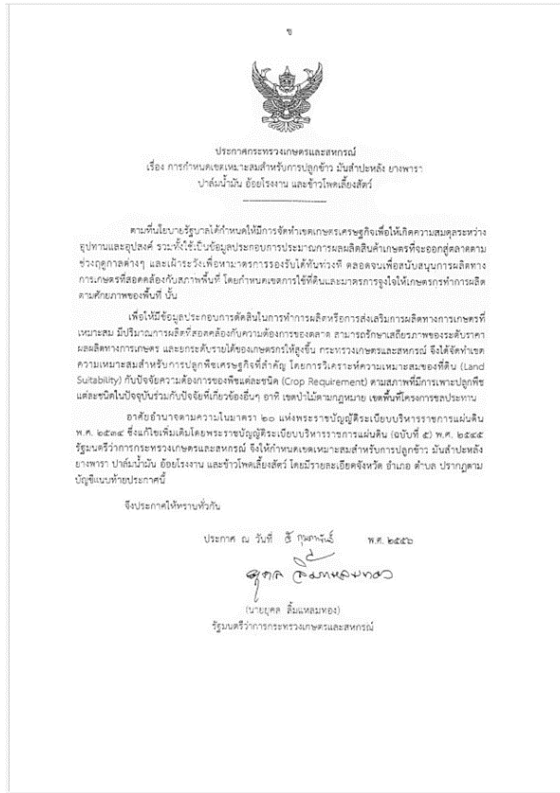 ข
ประกาศกระทรวงเกษตรและสหกรณ์
เรื่อง การกำหนดเขตเหมาะสมสำหรับการปลูกข้าว มันสำปะหลัง ยางพารา
ปาล์มน้ำมัน อ้อยโรงงาน และข้าวโพดเลี้ยงสัตว์
ตามที่นโยบายรัฐบาลได้กำหนดให้มีการจัดทำเขตเกษตรเศรษฐกิจเพื่อให้เกิดความสมดุลระหว่าง
อุปทานและอุปสงค์ รวมทั้งใช้เป็นข้อมูลประกอบการประมาณการผลผลิตสินค้าเกษตรที่จะออกสู่ตลาดตาม
ช่วงฤดูกาลต่างๆ และเฝ้าระวังเพื่อหามาตรการรองรับได้ทันท่วงที ตลอดจนเพื่อสนับสนุนการผลิตทาง
การเกษตรที่สอดคล้องกับสภาพพื้นที่ โดยกำหนดเขตการใช้ที่ดินและมาตรการจูงใจให้เกษตรกรทำการผลิต
ตามศักยภาพของพื้นที่ นั้น
เพื่อให้มีข้อมูลประกอบการตัดสินในการทำการผลิตหรือการส่งเสริมการผลิตทางการเกษตรที่
เหมาะสม มีปริมาณการผลิตที่สอดคล้องกับความต้องการของตลาด สามารถรักษาเสถียรภาพของระดับราคา
ผลผลิตทางการเกษตร และยกระดับรายได้ของเกษตรกรให้สูงขึ้น กระทรวงเกษตรและสหกรณ์ จึงได้จัดทำเขต
ความเหมาะสมสำหรับการปลูกพืชเศรษฐกิจที่สำคัญ โดยการวิเคราะห์ความเหมาะสมของที่ดิน (Land
Suitability) กับปัจจัยความต้องการของพืชแต่ละชนิด (Crop Requirement) ตามสภาพที่มีการเพาะปลูกพืช
แต่ละชนิดในปัจจุบันร่วมกับปัจจัยที่เกี่ยวข้องอื่นๆ อาทิ เขตป่าไม้ตามกฎหมาย เขตพื้นที่โครงการชลประทาน
อาศัยอำนาจตามความในมาตรา ๒๐ แห่งพระราชบัญญัติระเบียบบริหารราชการแผ่นดิน
พ.ศ. ๒๕๓๔ ซึ่งแก้ไขเพิ่มเติมโดยพระราชบัญญัติระเบียบบริหารราชการแผ่นดิน (ฉบับที่ ๕) พ.ศ. ๒๕๔๕
รัฐมนตรีว่าการกระทรวงเกษตรและสหกรณ์ จึงให้กำหนดเขตเหมาะสมสำหรับการปลูกข้าว มันสำปะหลัง
ยางพารา ปาล์มน้ำมัน อ้อยโรงงาน และข้าวโพดเลี้ยงสัตว์ โดยมีรายละเอียดจังหวัด อำเภอ ตำบล ปรากฏตาม
บัญชีแนบท้ายประกาศนี้
จึงประกาศให้ทราบทั่วกัน
ประกาศ ณ วันที่ กุมภาพันธ์ พ.ศ. ๒๕๕๖
ยุคล ลิ้มแหลมทอง
(นายยุคล ลิ้มแหลมทอง)
รัฐมนตรีว่าการกระทรวงเกษตรและสหกรณ์